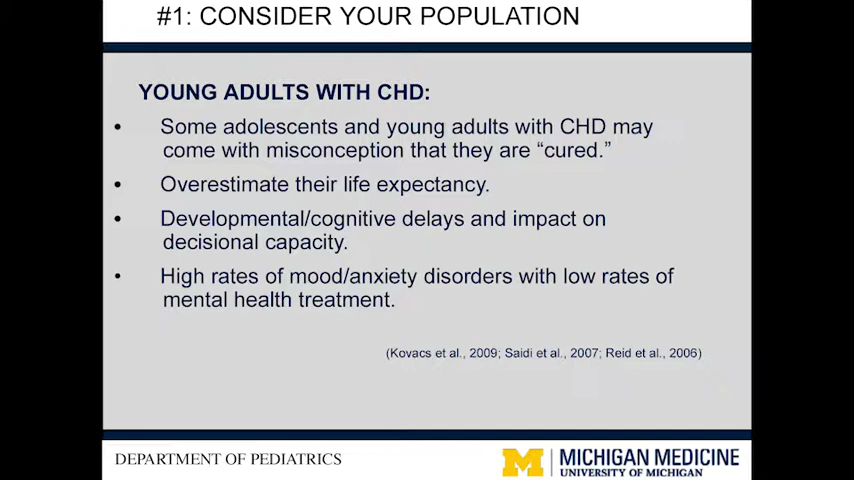 #1: CONSIDER YOUR POPULATION
YOUNG ADULTS WITH CHD:
• Some adolescents and young adults with CHD may
come with misconception that they are “cured.”
• Overestimate their life expectancy.
• Developmental/cognitive delays and impact on
decisional capacity.
• High rates of mood/anxiety disorders with low rates of
mental health treatment.
(Kovacs et al., 2009; Saidi et al., 2007; Reid et al., 2006)
DEPARTMENT OF PEDIATRICS
M MICHIGAN MEDICINE
UNIVERSITY OF MICHIGAN